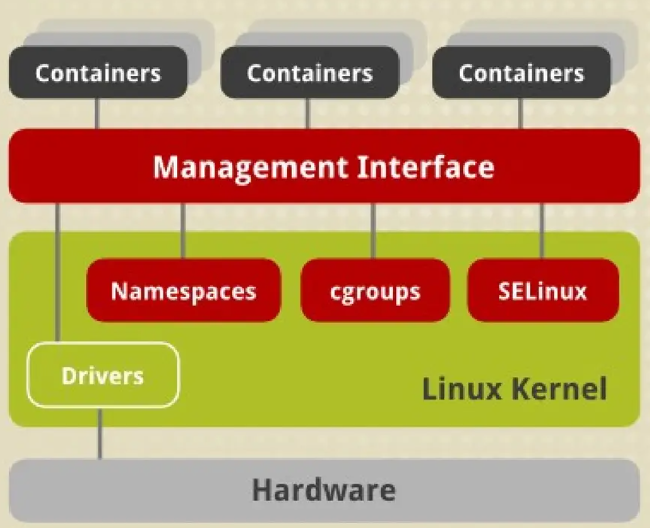 Containers
Containers
Containers
Management Interface
Namespaces
cgroups
SELinux
Drivers
Linux Kernel
Hardware